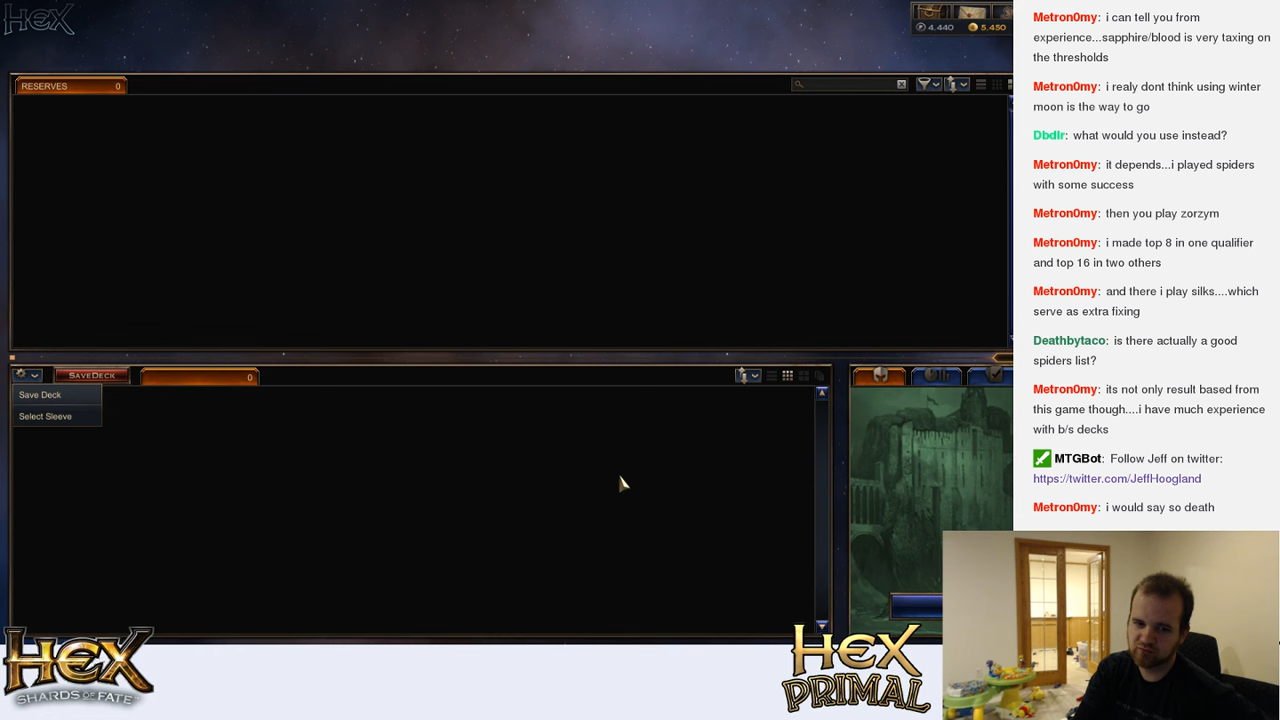 HEX
4,440
5,450
RESERVES 0
SAVEDECK
0
Save Deck
Select Sleeve
HEX
SHARDS OF FATE
HEX
PRIMAL
Metron0my: i can tell you from
experience...sapphire/blood is very taxing on
the thresholds
Metron0my: i realy dont think using winter
moon is the way to go
Dbdlr: what would you use instead?
Metron0my: it depends...i played spiders
with some success
Metron0my: then you play zorzym
Metron0my: i made top 8 in one qualifier
and top 16 in two others
Metron0my: and there i play silks....which
serve as extra fixing
Deathbytaco: is there actually a good
spiders list?
Metron0my: its not only result based from
this game though....i have much experience
with b/s decks
MTGBot: Follow Jeff on twitter:
https://twitter.com/JeffHoogland
Metron0my: i would say so death